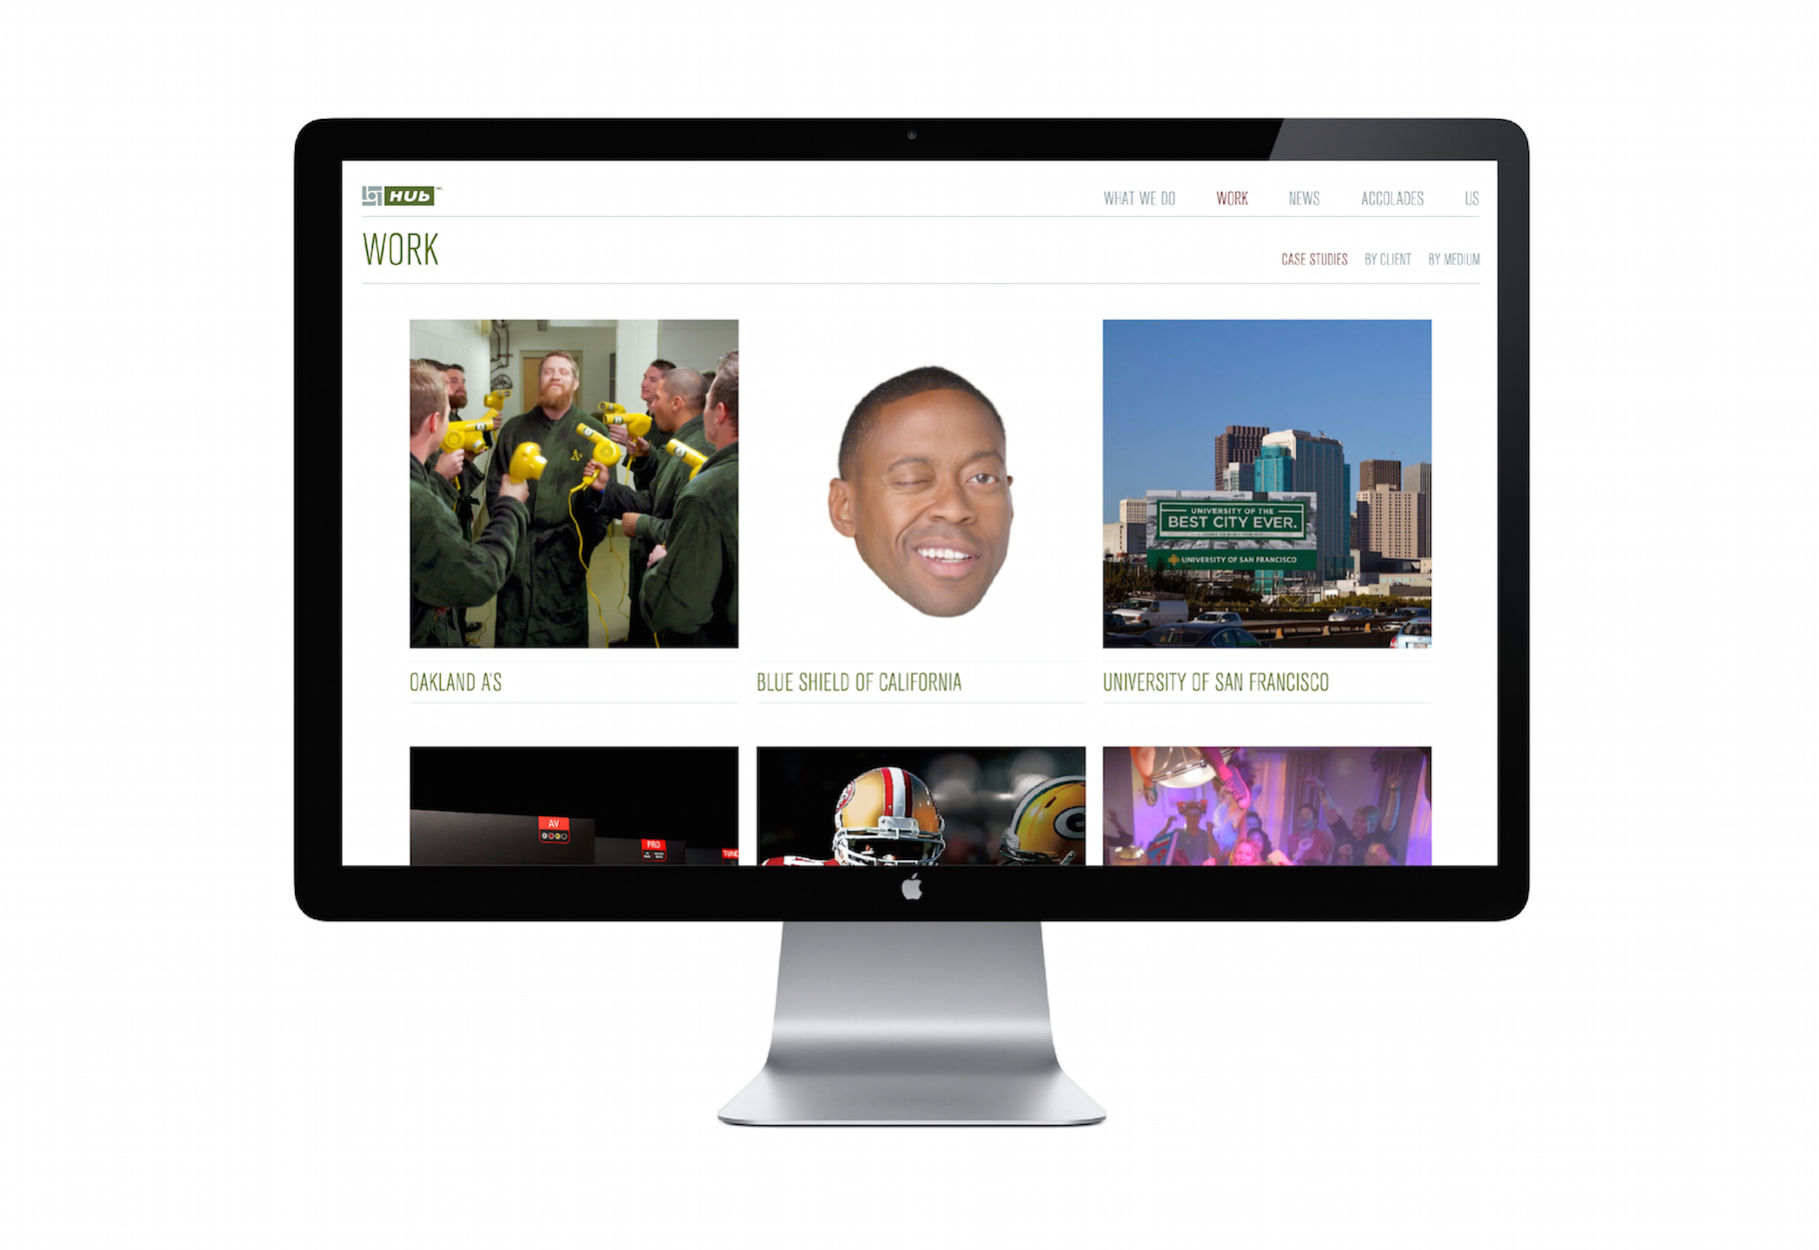 HUb
WHAT WE DO
WORK
NEWS
ACCOLADES
US
WORK
CASE STUDIES
BY CLIENT
BY MEDIUM
A's
UNIVERSITY OF THE
BEST CITY EVER.
UNIVERSITY OF SAN FRANCISCO
OAKLAND A'S
BLUE SHIELD OF CALIFORNIA
UNIVERSITY OF SAN FRANCISCO
AV
PRO
G